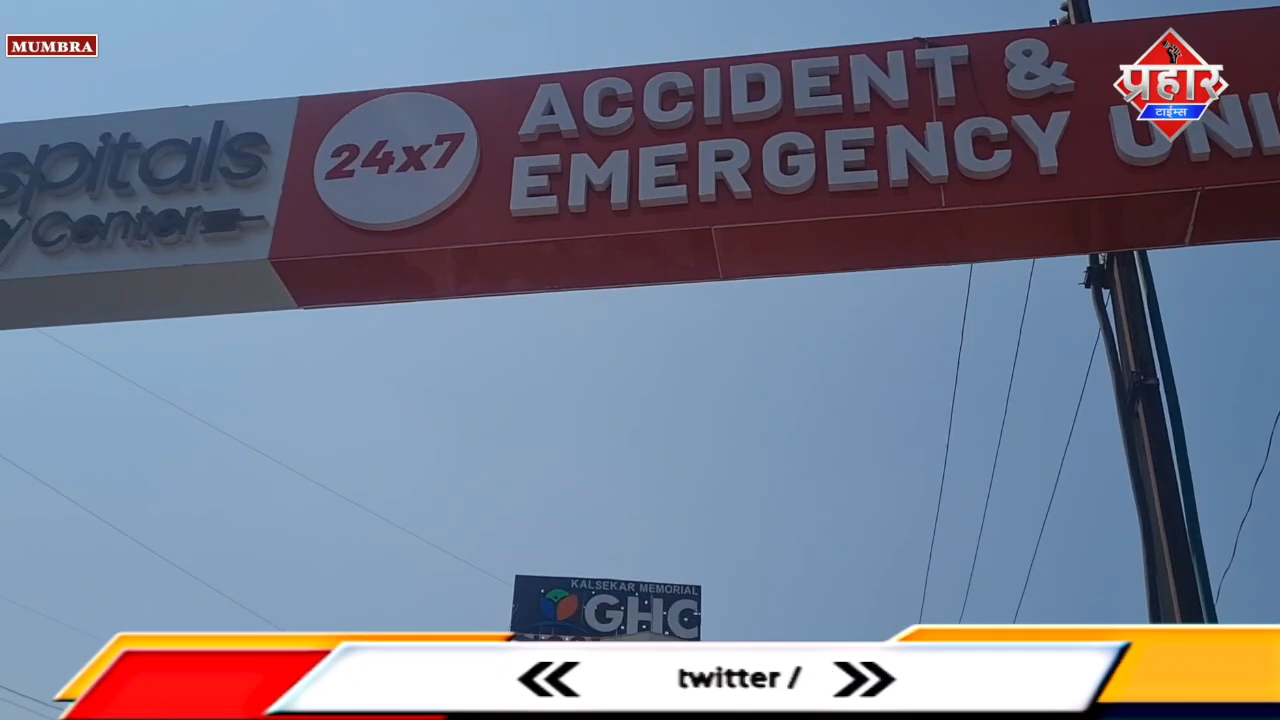 MUMBRA
प्रहार
टाईम्स
spitals
y Center
24x7
ACCIDENT &
EMERGENCY UNI
KALSEKAR MEMORIAL
GHC
twitter /